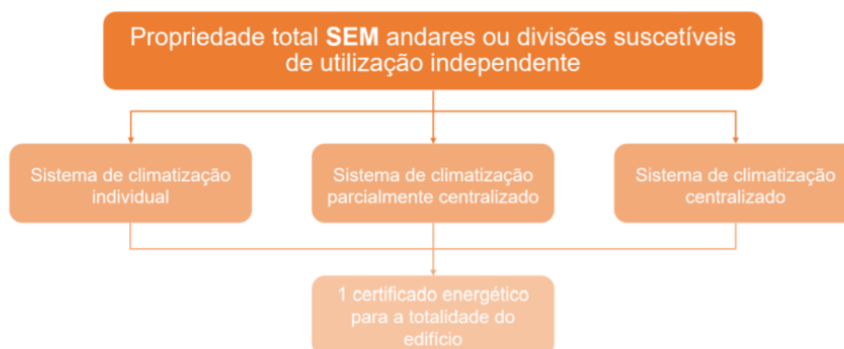 Propriedade total SEM andares ou divisões suscetíveis
de utilização independente
Sistema de climatização
individual
Sistema de climatização
parcialmente centralizado
Sistema de climatização
centralizado
1 certificado energético
para a totalidade do
edifício